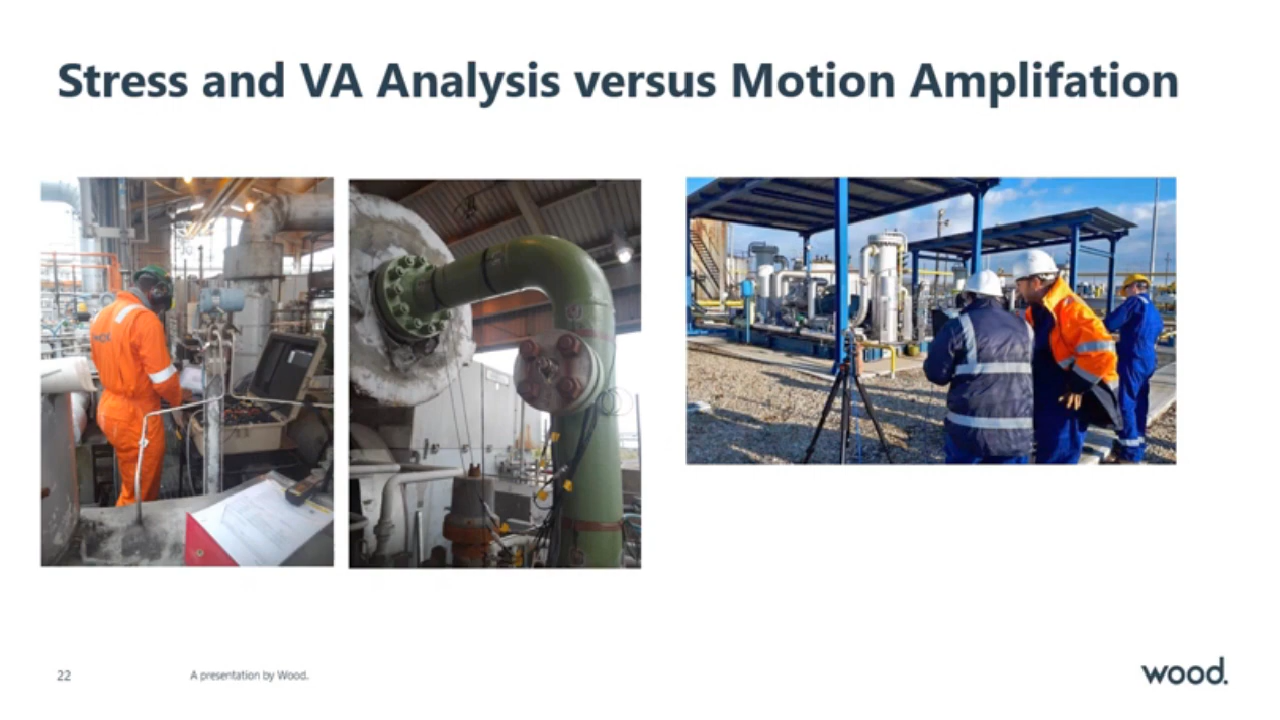 Stress and VA Analysis versus Motion Amplifation
22
A presentation by Wood.
wood.